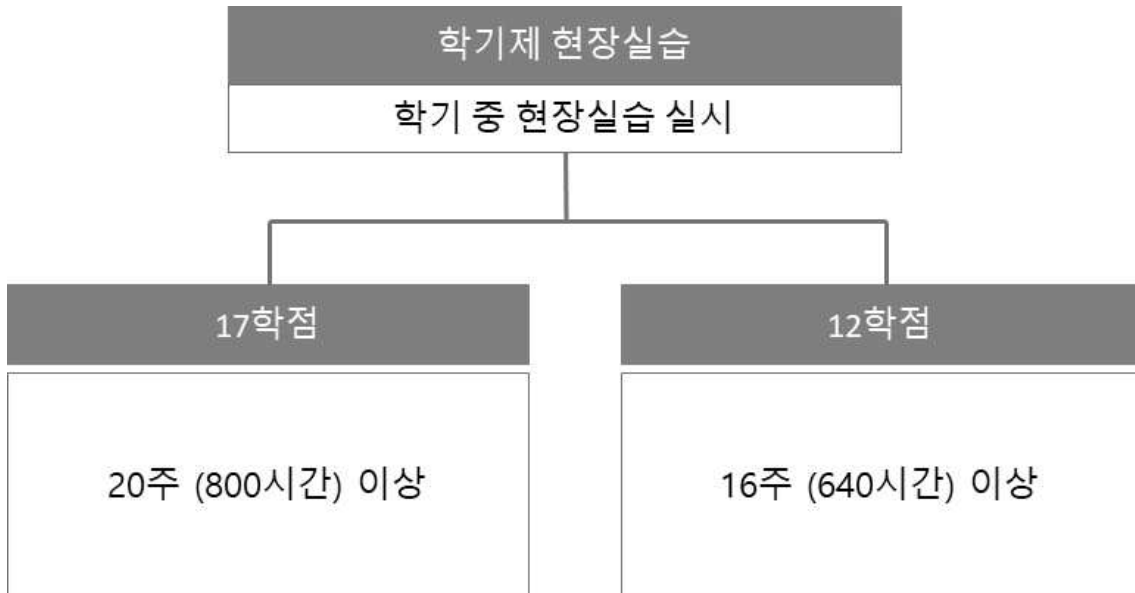 학기제 현장실습
학기 중 현장실습 실시
17학점
12학점
20주 (800시간) 이상
16주 (640시간) 이상